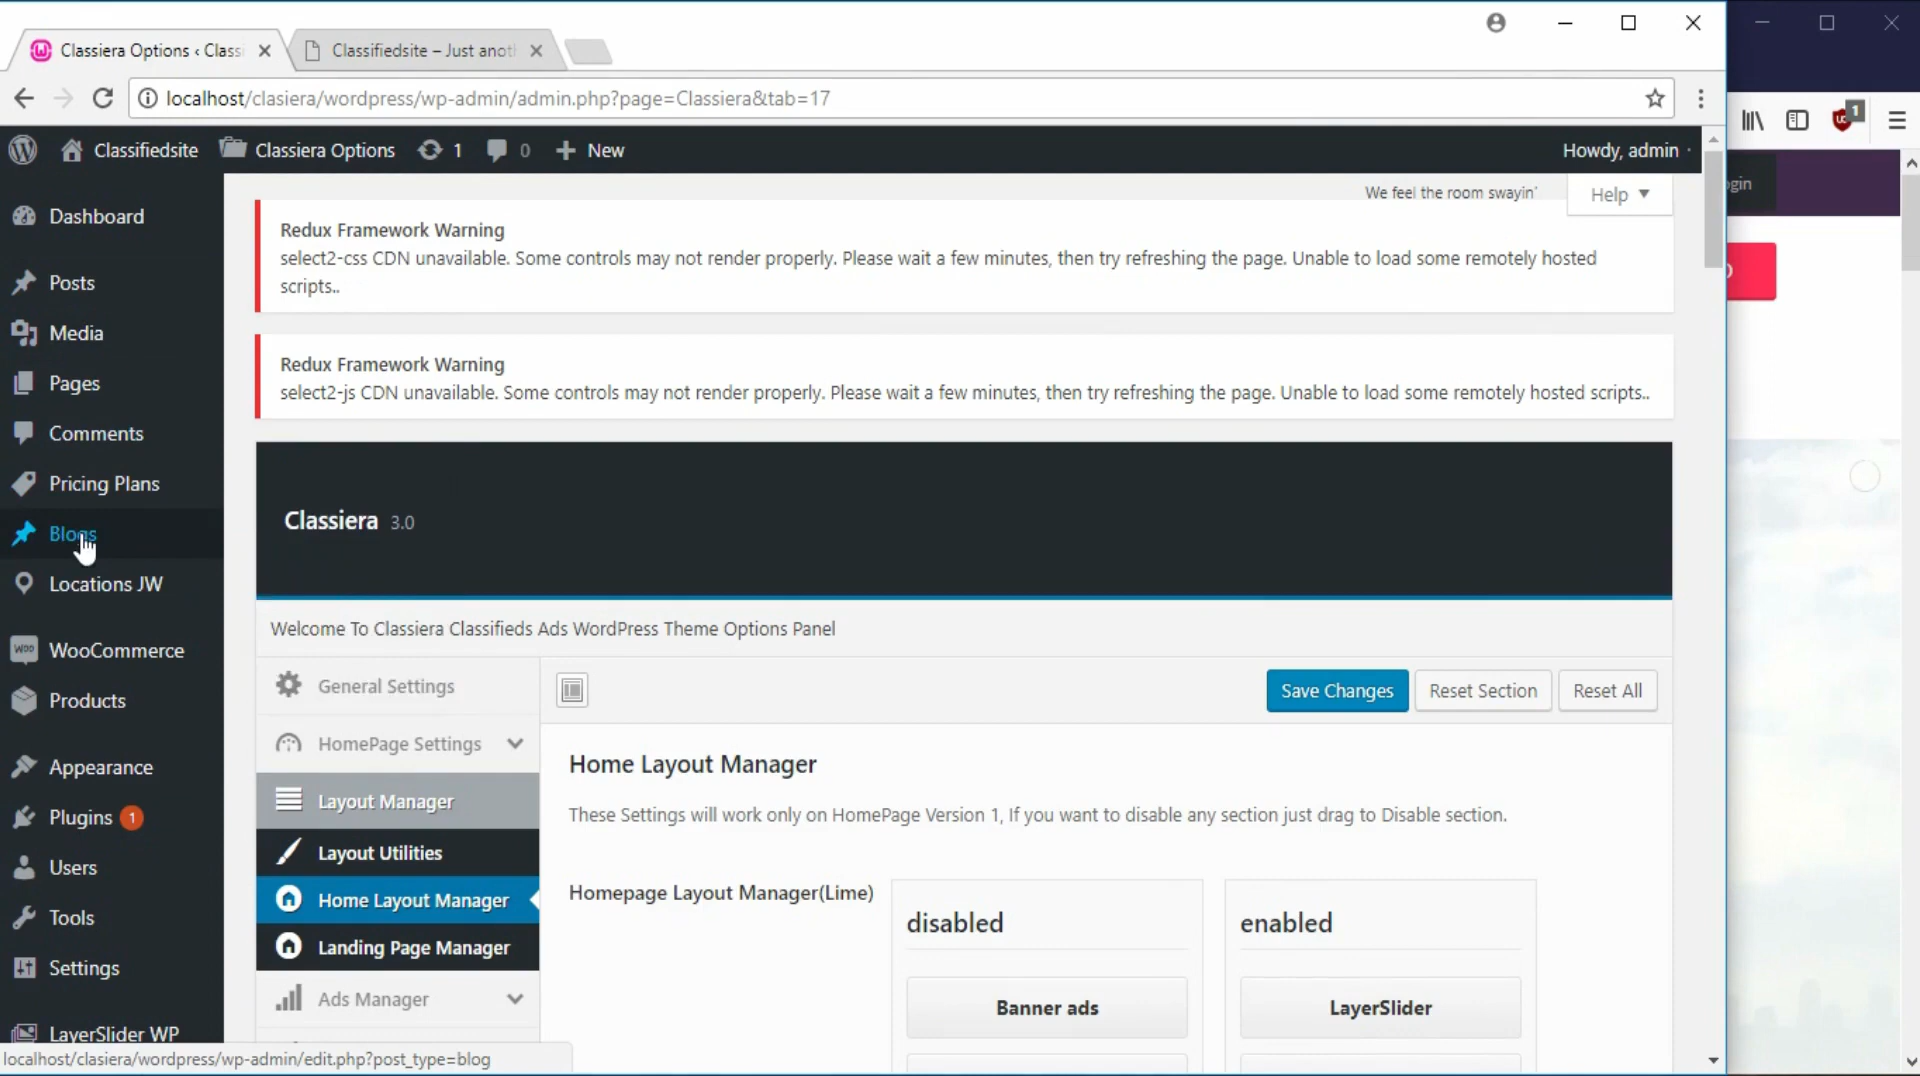 Classiera Options ‹ Classi
Classifiedsite – Just anoth
localhost/clasiera/wordpress/wp-admin/admin.php?page=Classiera&tab=17
Classifiedsite
Classiera Options
1
0
New
Howdy, admin
1
gin
Dashboard
Posts
Media
Pages
Comments
Pricing Plans
Blogs
Locations JW
WooCommerce
Products
Appearance
Plugins 1
Users
Tools
Settings
LayerSlider WP
We feel the room swayin'
Help
Redux Framework Warning
select2-css CDN unavailable. Some controls may not render properly. Please wait a few minutes, then try refreshing the page. Unable to load some remotely hosted
scripts..
Redux Framework Warning
select2-js CDN unavailable. Some controls may not render properly. Please wait a few minutes, then try refreshing the page. Unable to load some remotely hosted scripts..
Classiera 3.0
Welcome To Classiera Classifieds Ads WordPress Theme Options Panel
General Settings
HomePage Settings
Layout Manager
Layout Utilities
Home Layout Manager
Landing Page Manager
Ads Manager
Save Changes
Reset Section
Reset All
Home Layout Manager
These Settings will work only on HomePage Version 1, If you want to disable any section just drag to Disable section.
Homepage Layout Manager(Lime)
disabled
Banner ads
enabled
LayerSlider
localhost/clasiera/wordpress/wp-admin/edit.php?post_type=blog